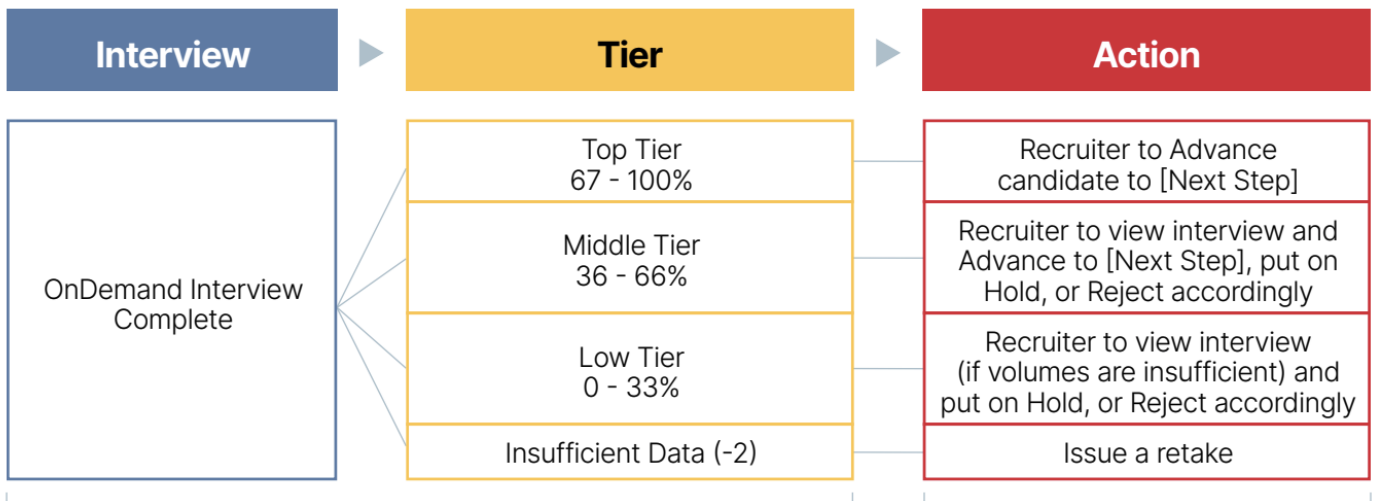 Interview
Tier
Action
OnDemand Interview
Complete
Top Tier
67 - 100%
Recruiter to Advance
candidate to [Next Step]
Middle Tier
36 - 66%
Recruiter to view interview and
Advance to [Next Step], put on
Hold, or Reject accordingly
Low Tier
0 - 33%
Recruiter to view interview
(if volumes are insufficient) and
put on Hold, or Reject accordingly
Insufficient Data (-2)
Issue a retake